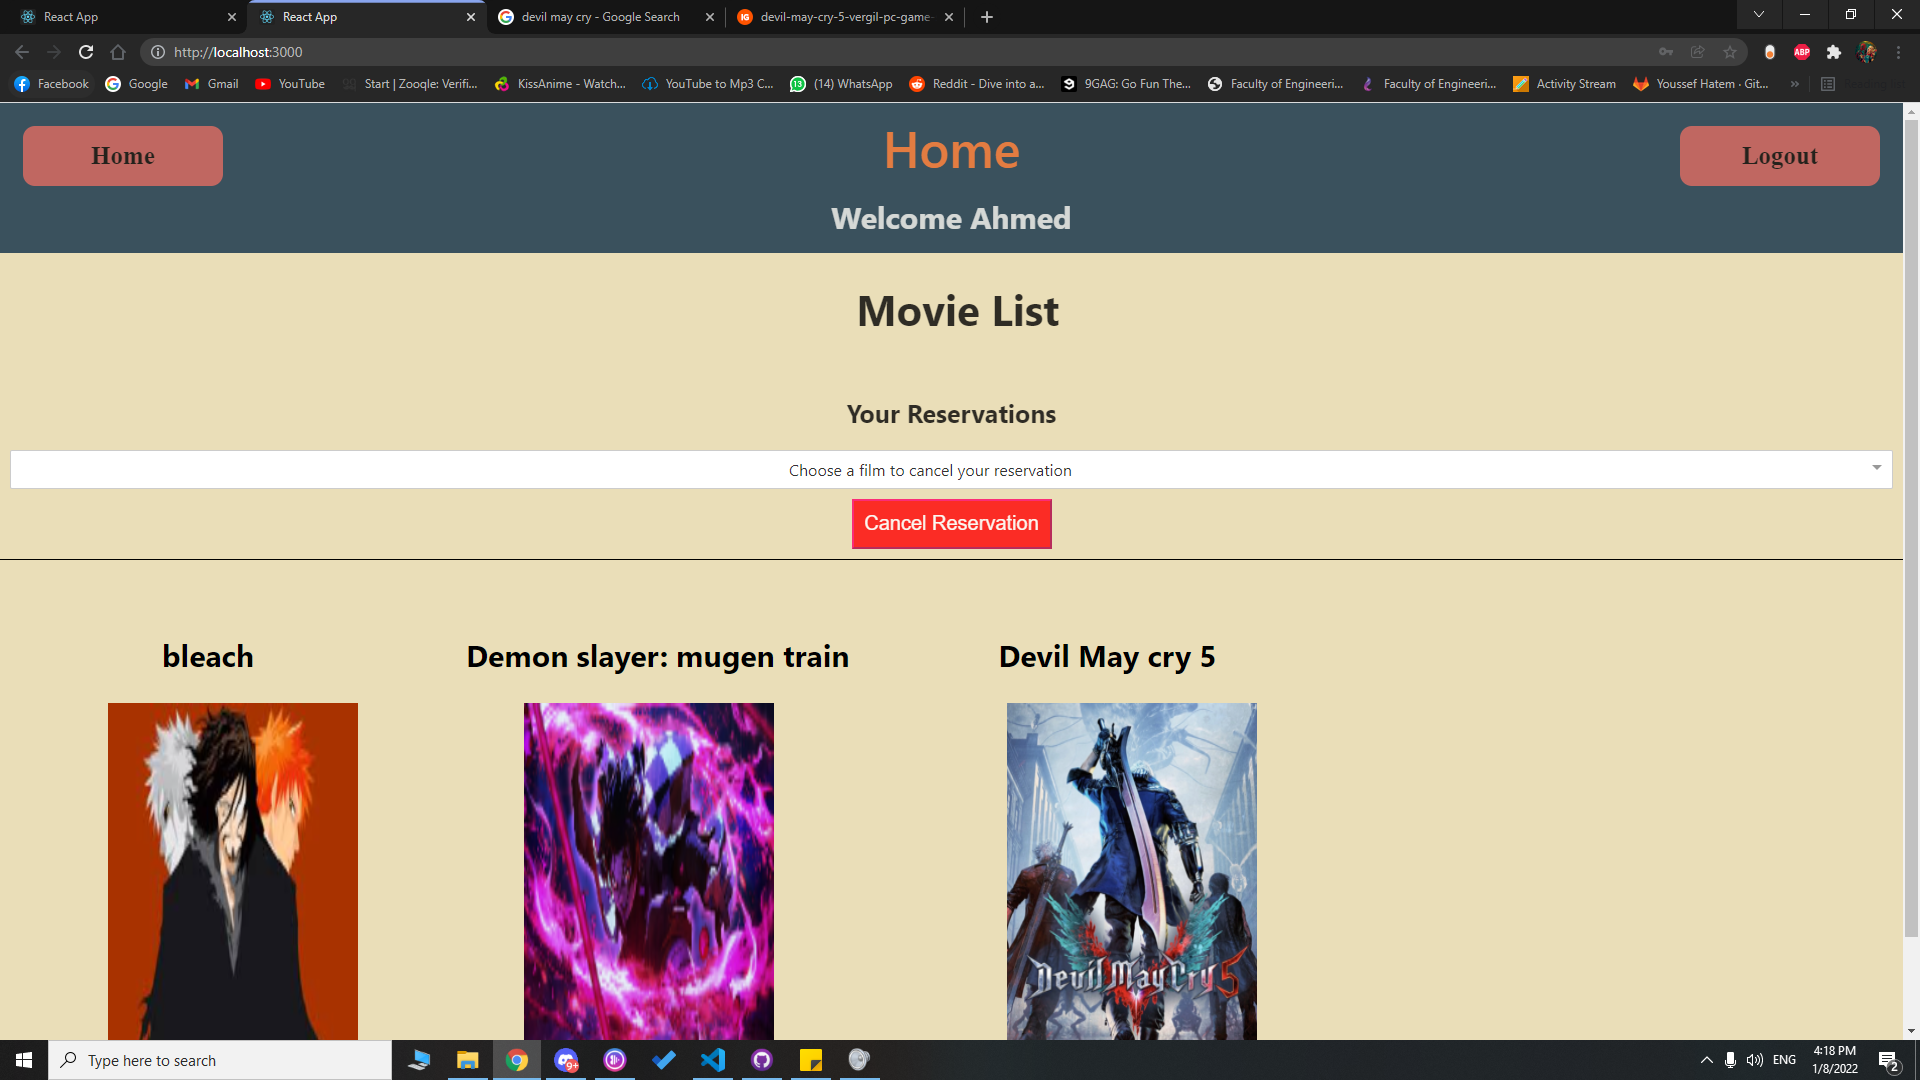 React App
React App
devil may cry - Google Search
devil-may-cry-5-vergil-pc-game-
http://localhost:3000
ABP
Facebook
Google
Gmail
YouTube
Start | Zooqle: Verifi...
KissAnime - Watch...
YouTube to Mp3 C...
13
(14) WhatsApp
Reddit - Dive into a...
9GAG: Go Fun The...
Faculty of Engineeri...
Faculty of Engineeri...
Activity Stream
Youssef Hatem · Git...
»
Home
Home
Logout
Welcome Ahmed
Movie List
Your Reservations
Choose a film to cancel your reservation
Cancel Reservation
bleach
Demon slayer: mugen train
Devil May cry 5
Devil May Cry 5
Type here to search
9+
ENG
4:18 PM
1/8/2022
2